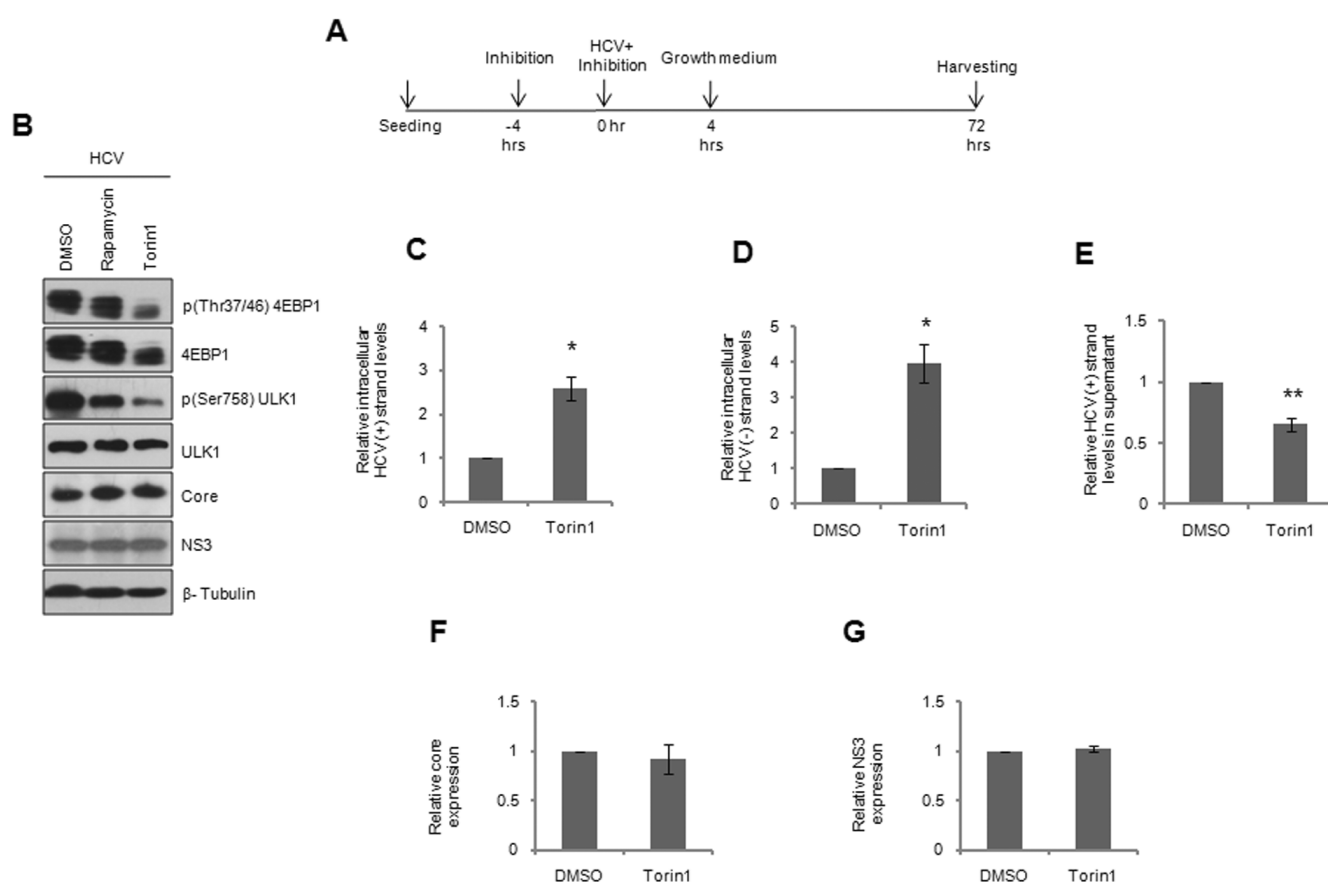 A
Inhibition
HCV+
Inhibition
Growth medium
Harvesting
Seeding
-4
hrs
0 hr
4
hrs
72
hrs
B
HCV
DMSO
Rapamycin
Torin1
p(Thr37/46) 4EBP1
4EBP1
p(Ser758) ULK1
ULK1
Core
NS3
β- Tubulin
C
Relative intracellular
HCV (+) strand levels
4
3
2
1
0
*
DMSO
Torin1
D
Relative intracellular
HCV (-) strand levels
5
4
3
2
1
0
*
DMSO
Torin1
E
Relative HCV (+) strand
levels in supernatant
1.5
1
0.5
0
**
DMSO
Torin1
F
Relative core
expression
1.5
1
0.5
0
DMSO
Torin1
G
Relative NS3
expression
1.5
1
0.5
0
DMSO
Torin1